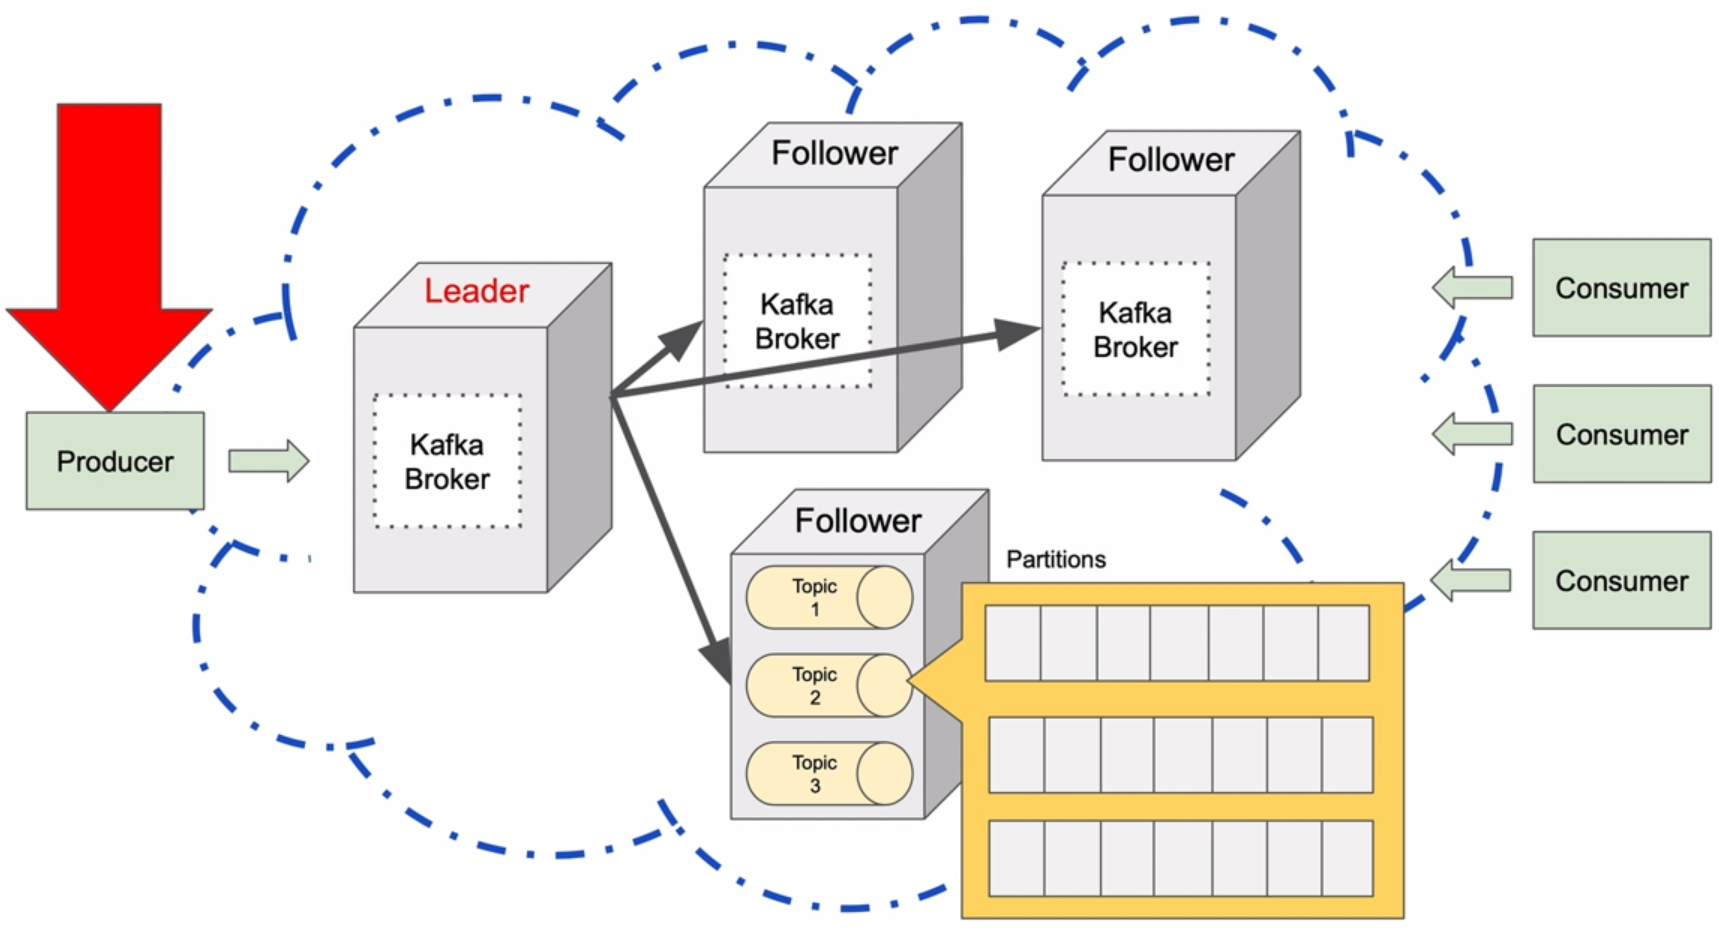 Follower
Follower
Leader
Kafka
Broker
Kafka
Broker
Kafka
Broker
Producer
Consumer
Consumer
Consumer
Follower
Partitions
Topic
1
Topic
2
Topic
3